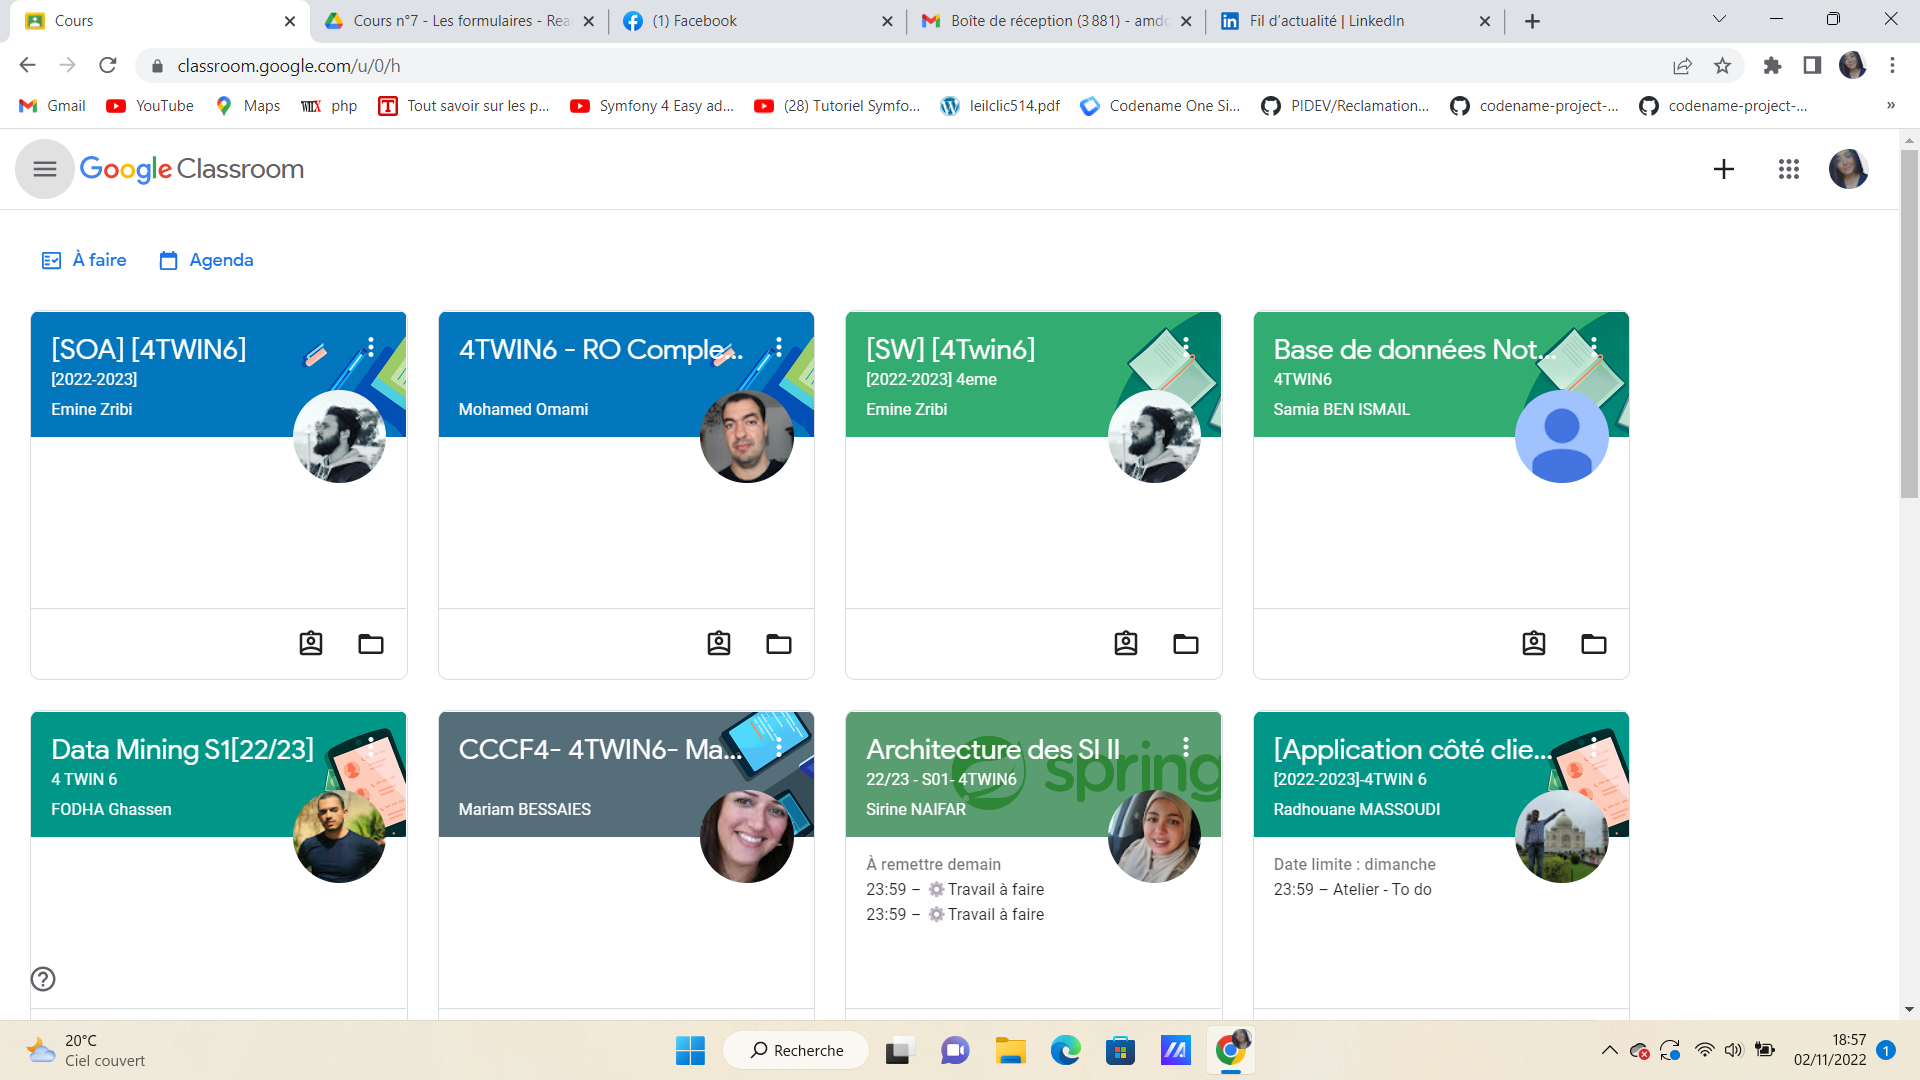 Cours
Cours n°7 - Les formulaires - Rea
(1) Facebook
Boîte de réception (3 881) - amdo
Fil d'actualité | LinkedIn
classroom.google.com/u/0/h
Gmail
YouTube
Maps
php
Tout savoir sur les p...
Symfony 4 Easy ad...
(28) Tutoriel Symfo...
leilclic514.pdf
Codename One Si...
PIDEV/Reclamation...
codename-project-...
codename-project-...
»
Google Classroom
À faire
Agenda
[SOA] [4TWIN6]
[2022-2023]
Emine Zribi
4TWIN6 - RO Comple...
Mohamed Omami
[SW] [4Twin6]
[2022-2023] 4eme
Emine Zribi
Base de données Not...
4TWIN6
Samia BEN ISMAIL
Data Mining S1[22/23]
4 TWIN 6
FODHA Ghassen
CCCF4- 4TWIN6- Ma...
Mariam BESSAIES
Architecture des SI II
22/23 - S01- 4TWIN6
Sirine NAIFAR
spring
À remettre demain
23:59 – Travail à faire
23:59 – Travail à faire
[Application côté clie...
[2022-2023]-4TWIN 6
Radhouane MASSOUDI
Date limite : dimanche
23:59 – Atelier - To do
20°C
Ciel couvert
Recherche
18:57
02/11/2022
1